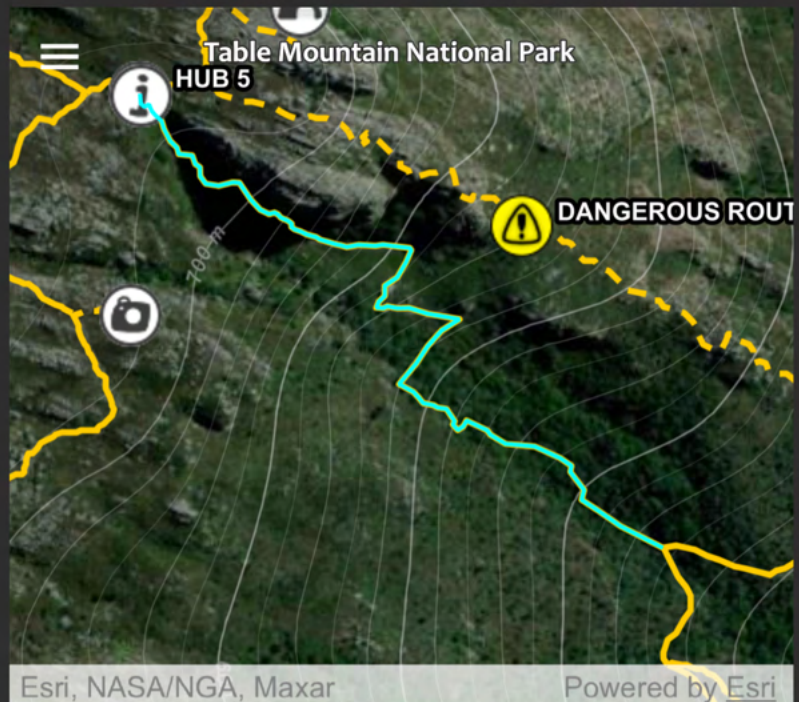 Table Mountain National Park
HUB 5
DANGEROUS ROUT
700 m
Esri, NASA/NGA, Maxar
Powered by Esri